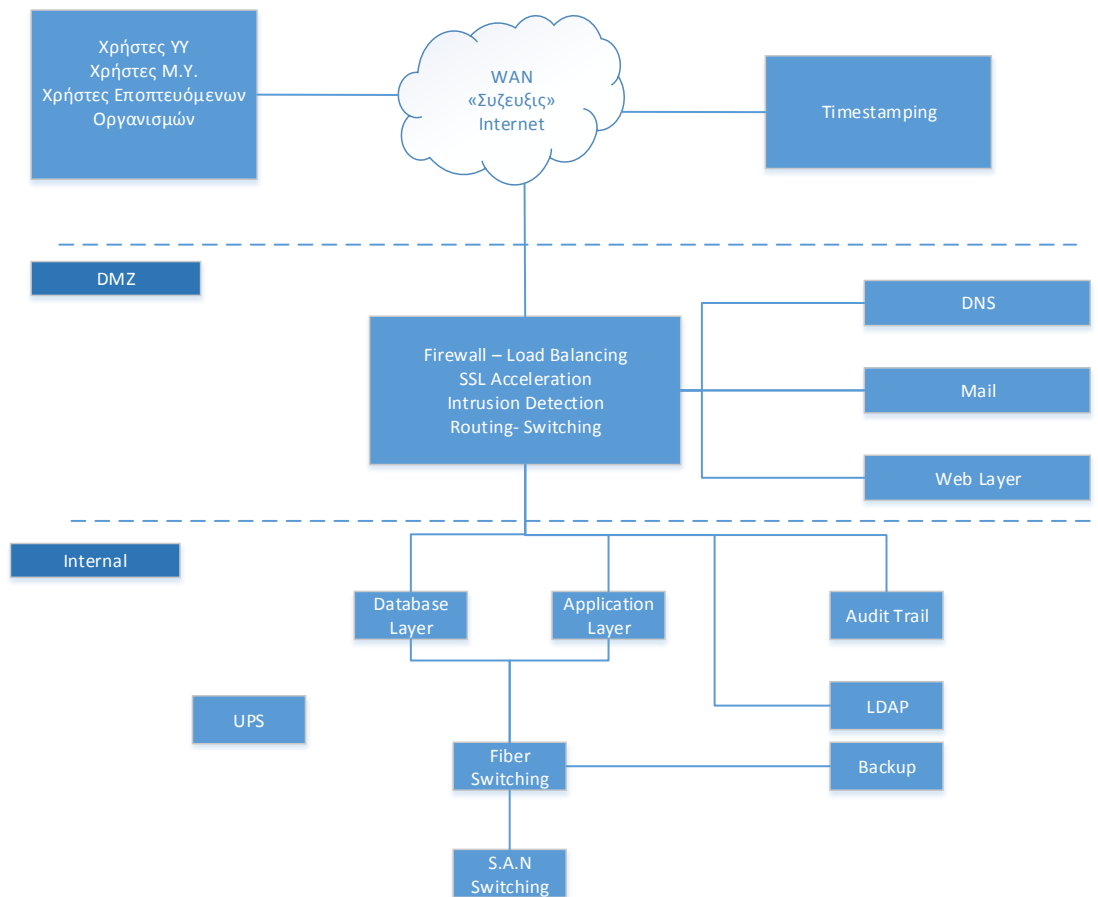 Χρήστες ΥΥ
Χρήστες Μ.Υ.
Χρήστες Εποπτευόμενων
Οργανισμών
WAN
«Συζευξις»
Internet
Timestamping
DMZ
DNS
Firewall – Load Balancing
SSL Acceleration
Intrusion Detection
Routing- Switching
Mail
Web Layer
Internal
Database
Layer
Application
Layer
Audit Trail
UPS
LDAP
Fiber
Switching
Backup
S.A.N
Switching